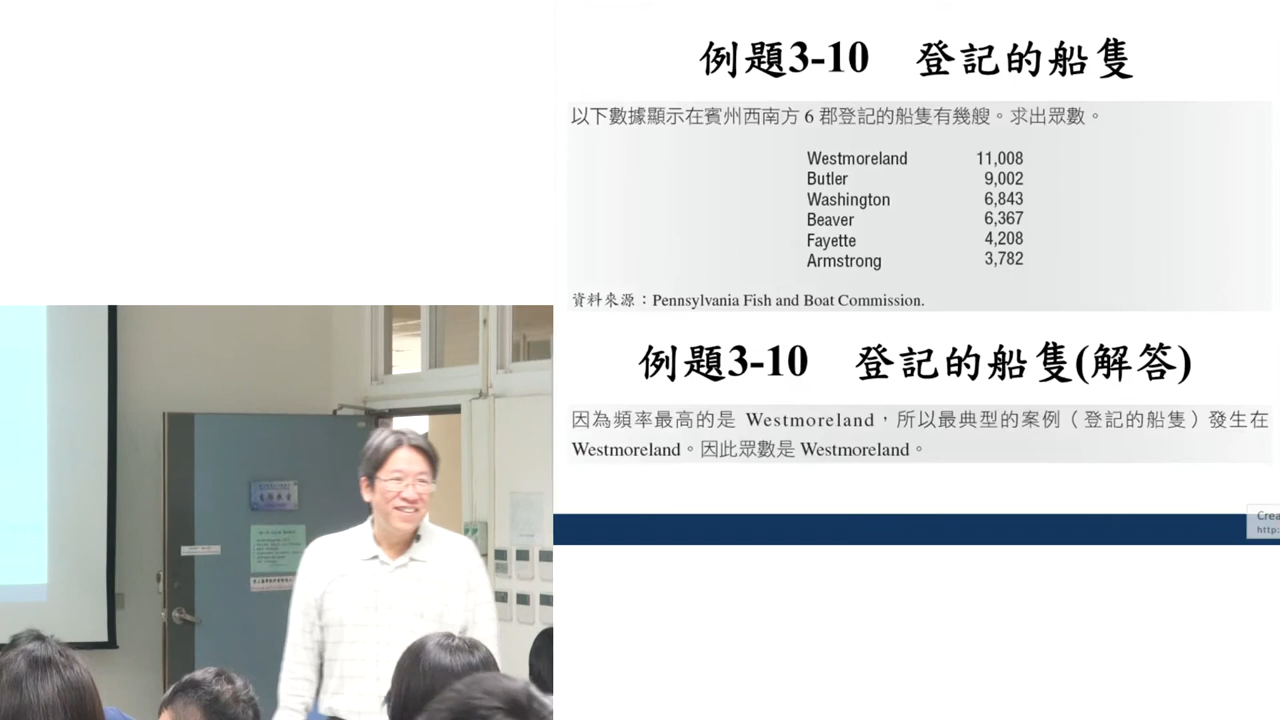 例題3-10 登記的船隻
以下數據顯示在賓州西南方 6 郡登記的船隻有幾艘。求出眾數。
Westmoreland 11,008
Butler 9,002
Washington 6,843
Beaver 6,367
Fayette 4,208
Armstrong 3,782
資料來源：Pennsylvania Fish and Boat Commission.
例題3-10 登記的船隻(解答)
因為頻率最高的是 Westmoreland，所以最典型的案例（登記的船隻）發生在
Westmoreland。因此眾數是 Westmoreland。
Crea
http: